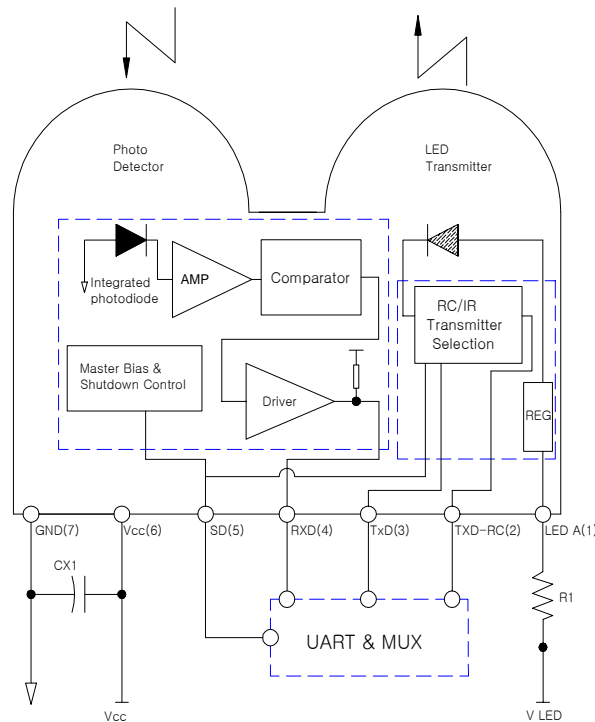 Photo
Detector
LED
Transmitter
Integrated
photodiode
AMP
Comparator
RC/IR
Transmitter
Selection
Master Bias &
Shutdown Control
Driver
REG
GND(7)
Vcc(6)
SD(5)
RXD(4)
TxD(3)
TXD-RC(2)
LED A(1)
CX1
R1
UART & MUX
Vcc
V LED